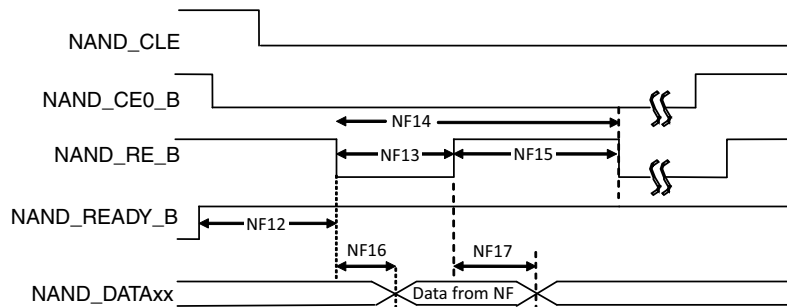 NAND_CLE
NAND_CE0_B
NF14
NAND_RE_B
NF13
NF15
NAND_READY_B
NF12
NF16
NF17
NAND_DATAxx
Data from NF